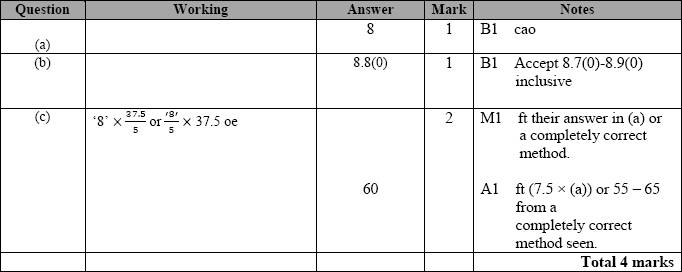 Question Working Answer Mark Notes
(a) 8 1 B1 cao
(b) 8.8(0) 1 B1 Accept 8.7(0)-8.9(0)
inclusive
(c) ‘8’ × 37.5/5 or ‘8’/5 × 37.5 oe 2 M1 ft their answer in (a) or
a completely correct
method.
60 A1 ft (7.5 × (a)) or 55 – 65
from a
completely correct
method seen.
Total 4 marks